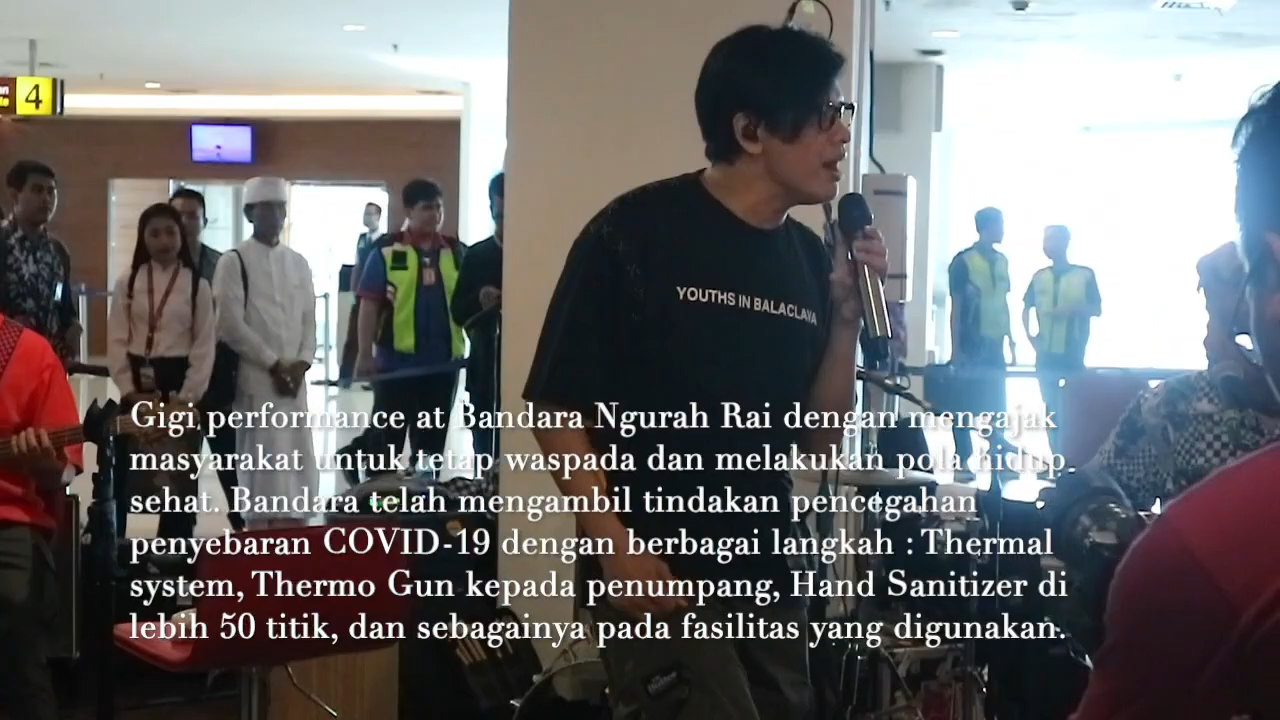 4
YOUTHS IN BALACLAVA
Gigi performance at Bandara Ngurah Rai dengan mengajak
masyarakat untuk tetap waspada dan melakukan pola hidup
sehat. Bandara telah mengambil tindakan pencegahan
penyebaran COVID-19 dengan berbagai langkah : Thermal
system, Thermo Gun kepada penumpang, Hand Sanitizer di
lebih 50 titik, dan sebagainya pada fasilitas yang digunakan.